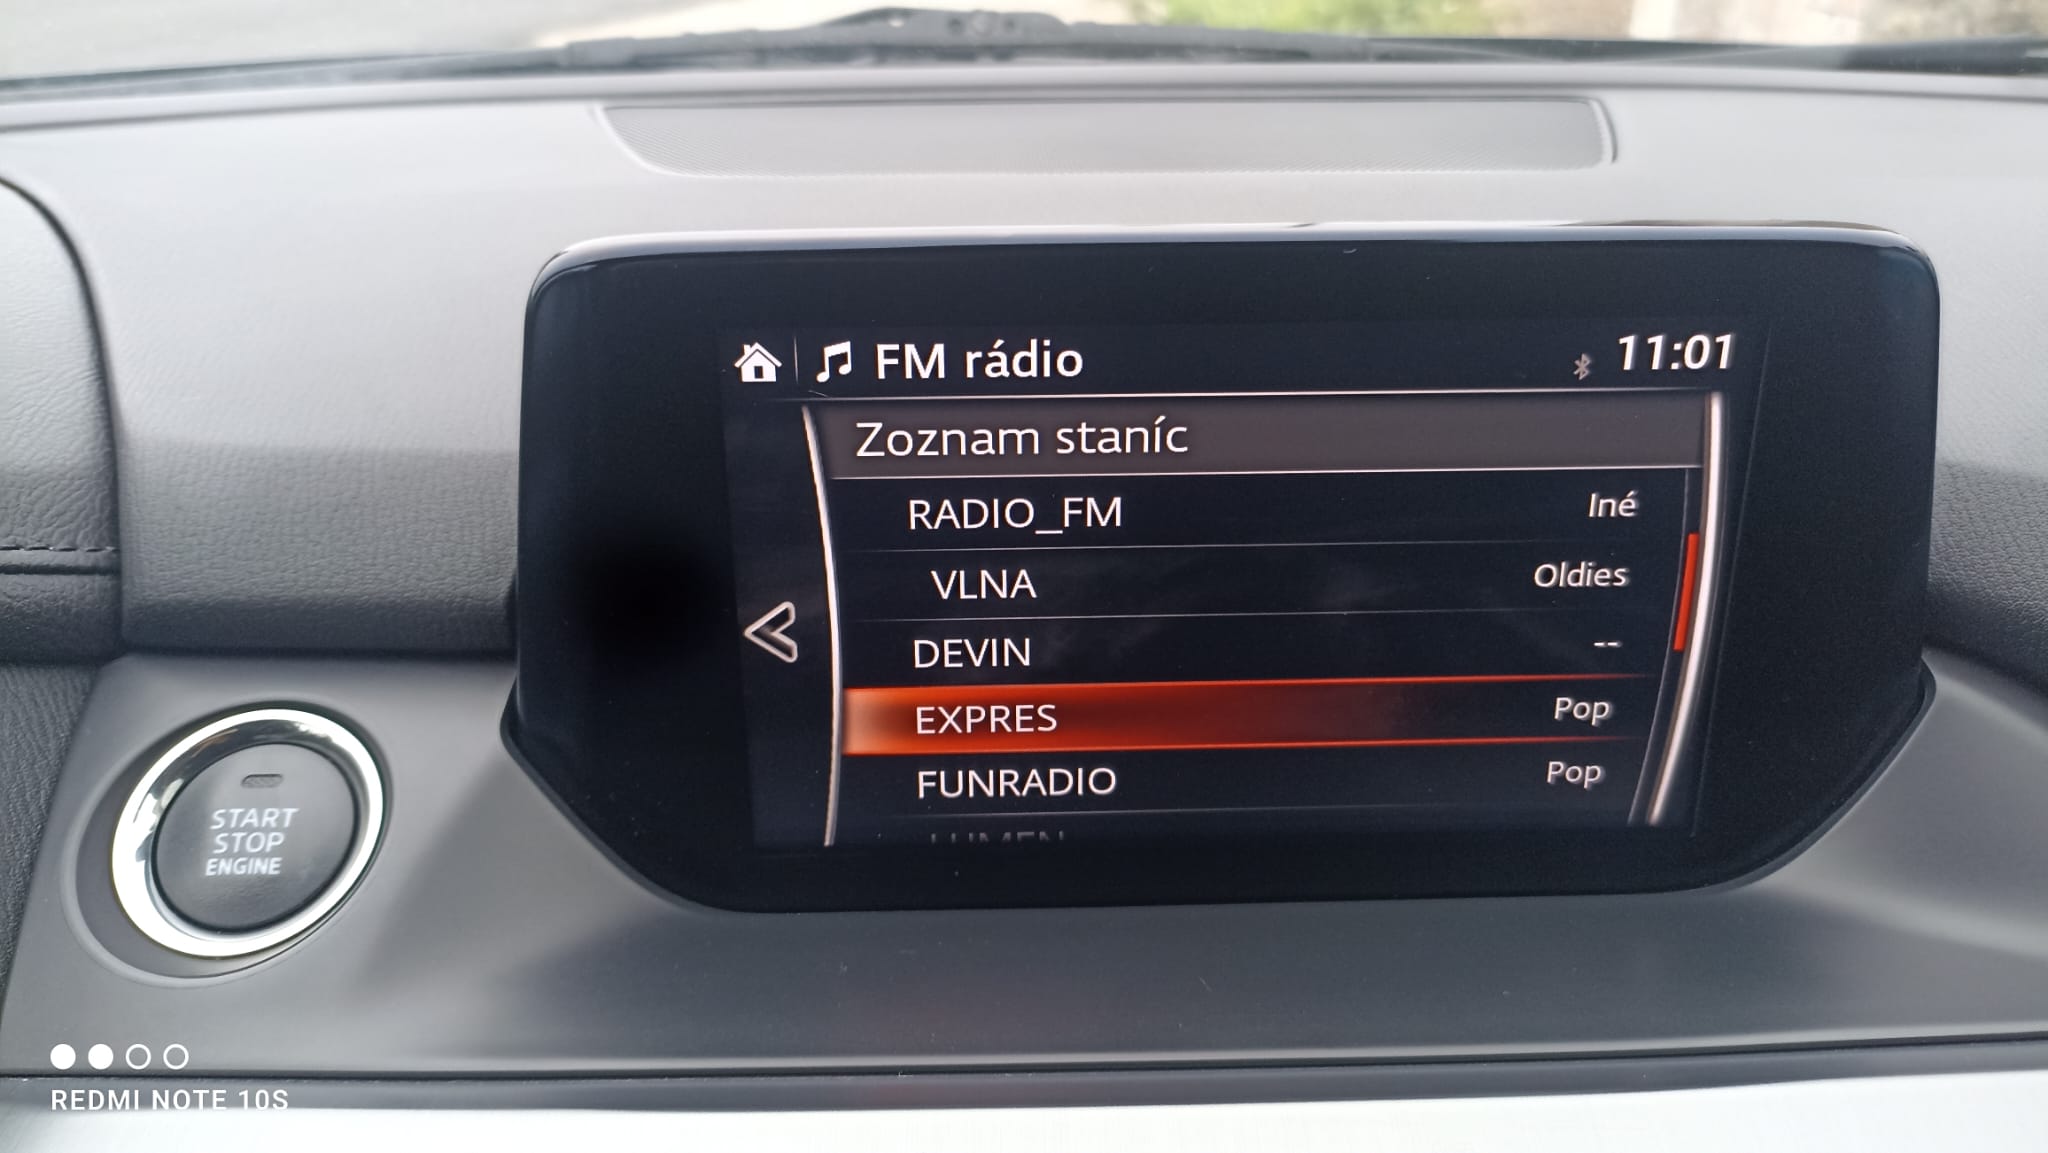 FM rádio 11:01
Zoznam staníc
RADIO_FM Iné
VLNA Oldies
DEVIN --
EXPRES Pop
FUNRADIO Pop
LUMEN
START
STOP
ENGINE
REDMI NOTE 10S